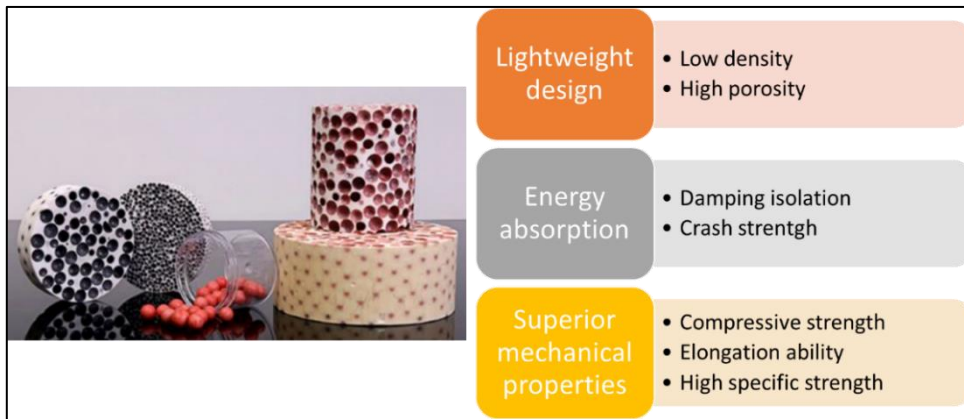 Lightweight
design
• Low density
• High porosity
Energy
absorption
• Damping isolation
• Crash strentgh
Superior
mechanical
properties
• Compressive strength
• Elongation ability
• High specific strength